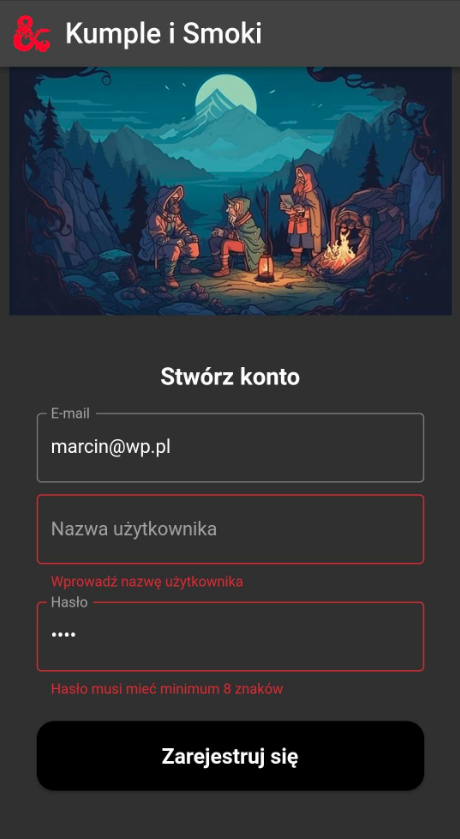 Kumple i Smoki
Stwórz konto
E-mail
marcin@wp.pl
Nazwa użytkownika
Wprowadź nazwę użytkownika
Hasło
••••
Hasło musi mieć minimum 8 znaków
Zarejestruj się